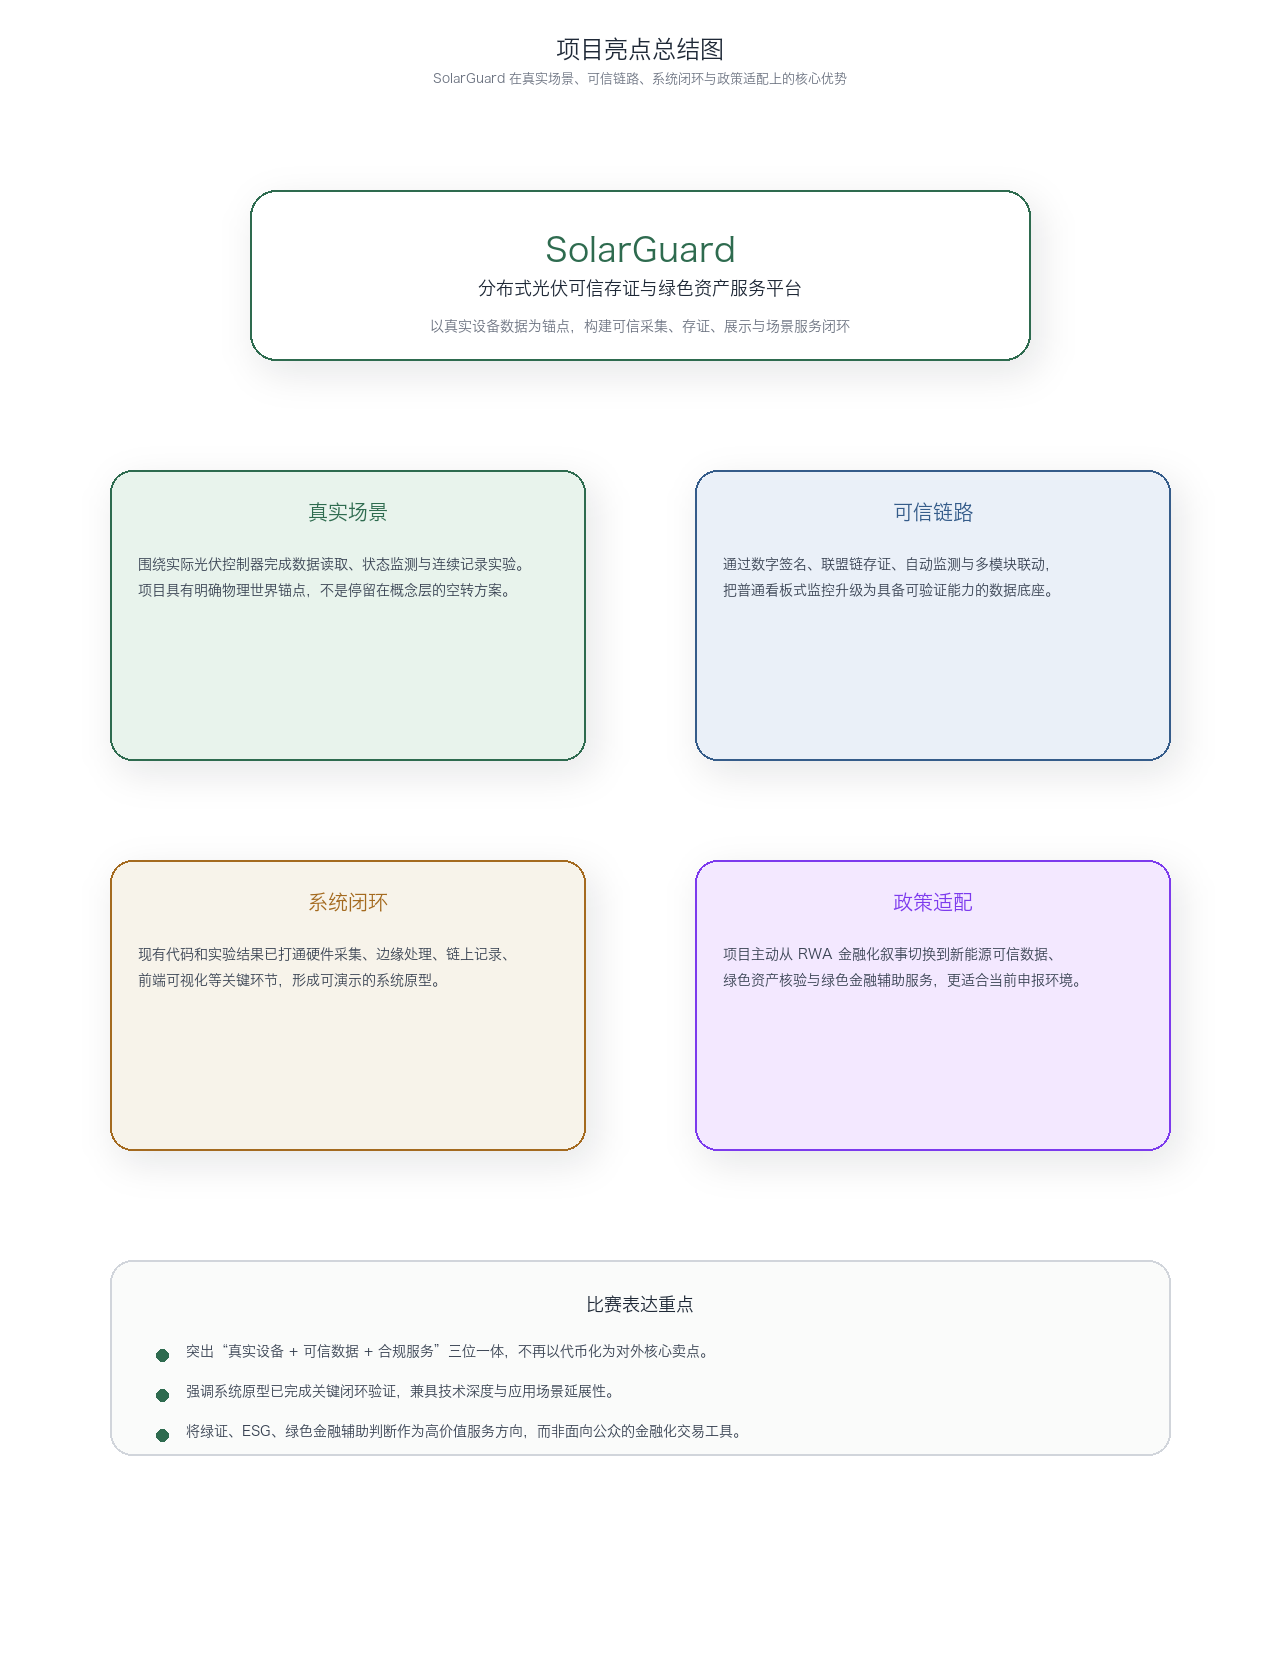 项目亮点总结图
SolarGuard 在真实场景、可信链路、系统闭环与政策适配上的核心优势
SolarGuard
分布式光伏可信存证与绿色资产服务平台
以真实设备数据为锚点，构建可信采集、存证、展示与场景服务闭环
真实场景
围绕实际光伏控制器完成数据读取、状态监测与连续记录实验。
项目具有明确物理世界锚点，不是停留在概念层的空转方案。
可信链路
通过数字签名、联盟链存证、自动监测与多模块联动，
把普通看板式监控升级为具备可验证能力的数据底座。
系统闭环
现有代码和实验结果已打通硬件采集、边缘处理、链上记录、
前端可视化等关键环节，形成可演示的系统原型。
政策适配
项目主动从 RWA 金融化叙事切换到新能源可信数据、
绿色资产核验与绿色金融辅助服务，更适合当前申报环境。
比赛表达重点
突出“真实设备 + 可信数据 + 合规服务”三位一体，不再以代币化为对外核心卖点。
强调系统原型已完成关键闭环验证，兼具技术深度与应用场景延展性。
将绿证、ESG、绿色金融辅助判断作为高价值服务方向，而非面向公众的金融化交易工具。